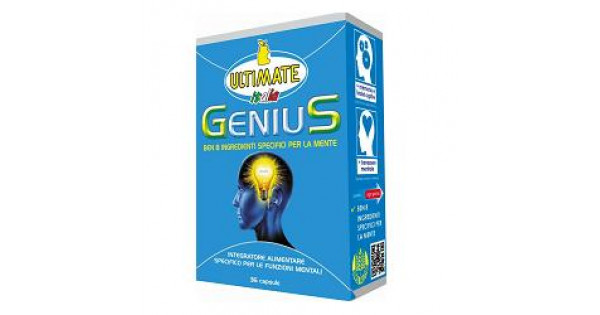 ULTIMATE
Italia
GENIUS
BEN 8 INGREDIENTI SPECIFICI PER LA MENTE
INTEGRATORE ALIMENTARE
SPECIFICO PER LE FUNZIONI MENTALI
36 capsule
BEN 8
INGREDIENTI
SPECIFICI PER
LA MENTE